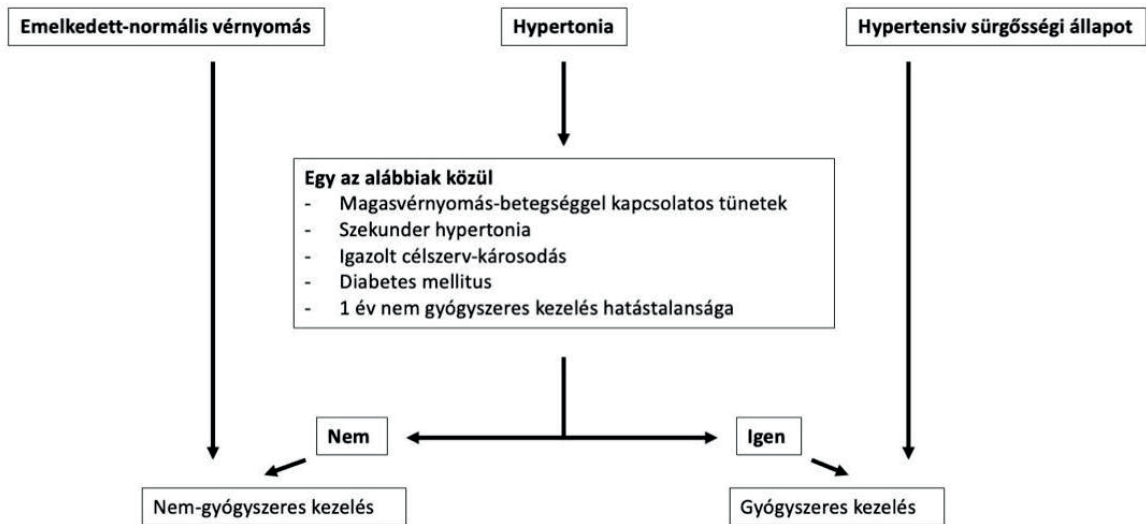 Emelkedett-normális vérnyomás
Hypertonia
Hypertensiv sürgősségi állapot
Egy az alábbiak közül
- Magasvérnyomás-betegséggel kapcsolatos tünetek
- Szekunder hypertonia
- Igazolt célszerv-károsodás
- Diabetes mellitus
- 1 év nem gyógyszeres kezelés hatástalansága
Nem
Igen
Nem-gyógyszeres kezelés
Gyógyszeres kezelés